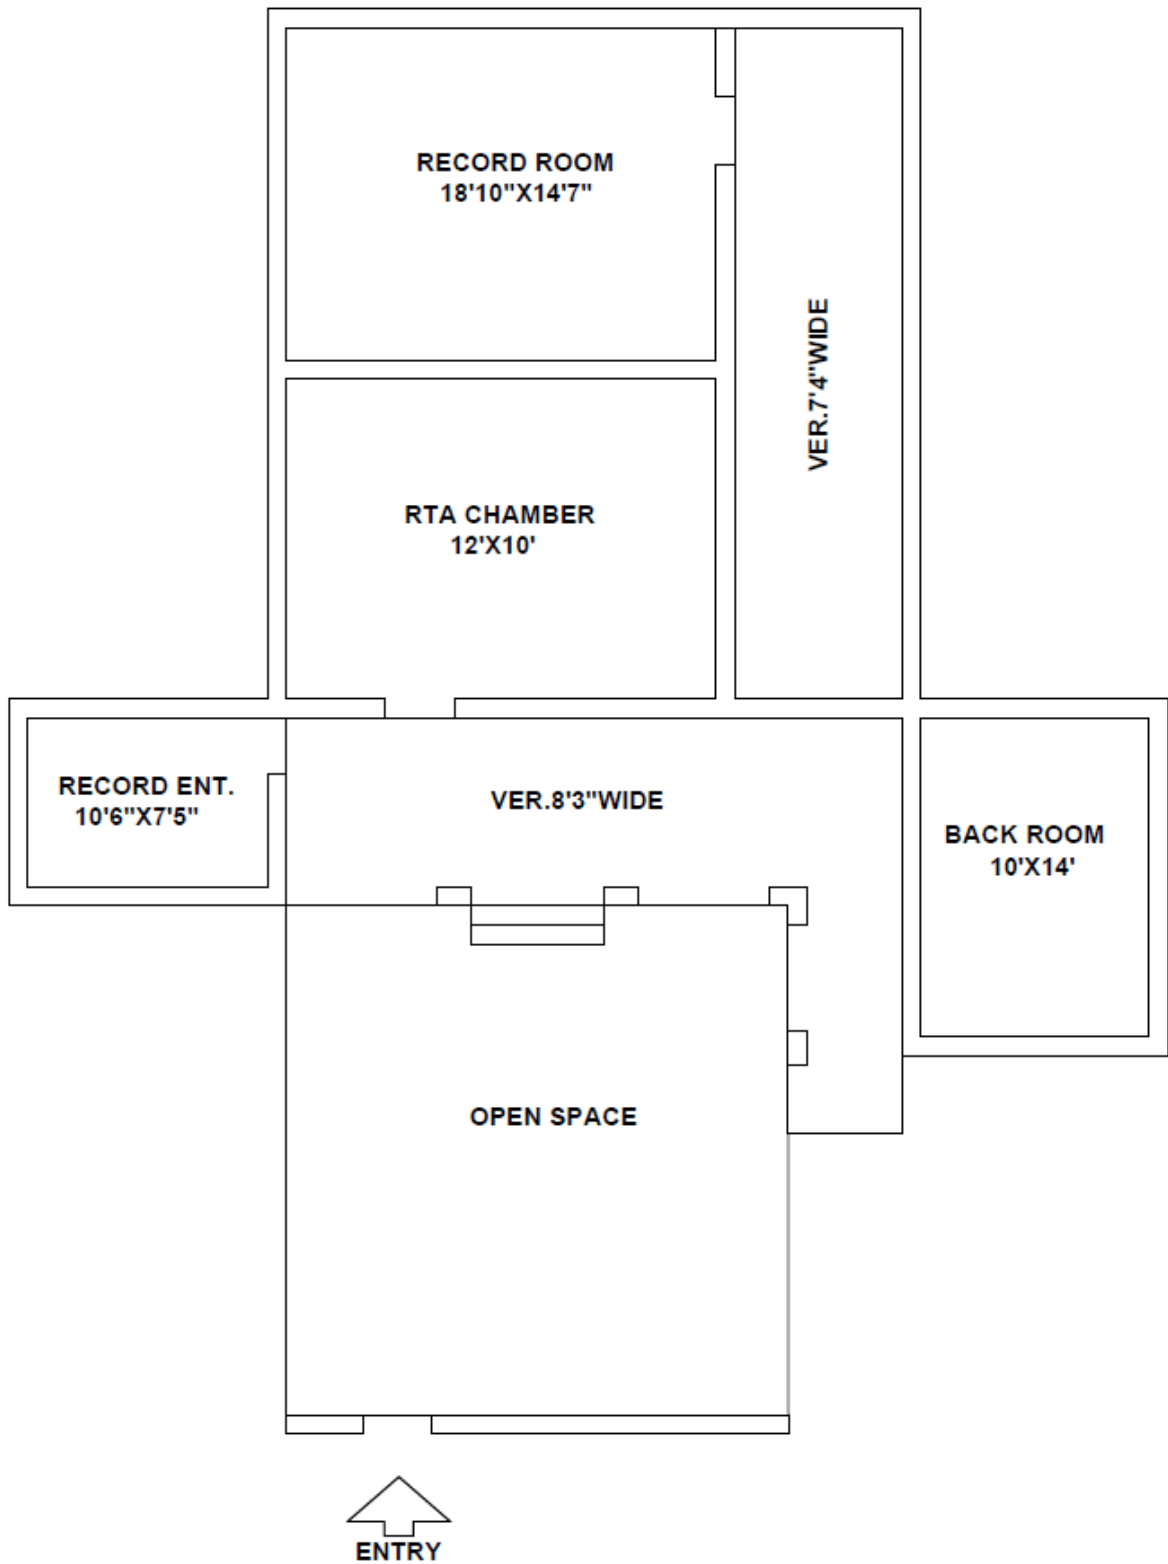 RECORD ROOM
18'10"X14'7"
VER.7'4"WIDE
RTA CHAMBER
12'X10'
RECORD ENT.
10'6"X7'5"
VER.8'3"WIDE
BACK ROOM
10'X14'
OPEN SPACE
ENTRY